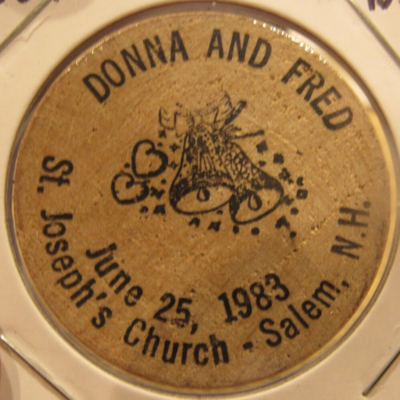 DONNA AND FRED
June 25, 1983
St. Joseph's Church - Salem, N.H.